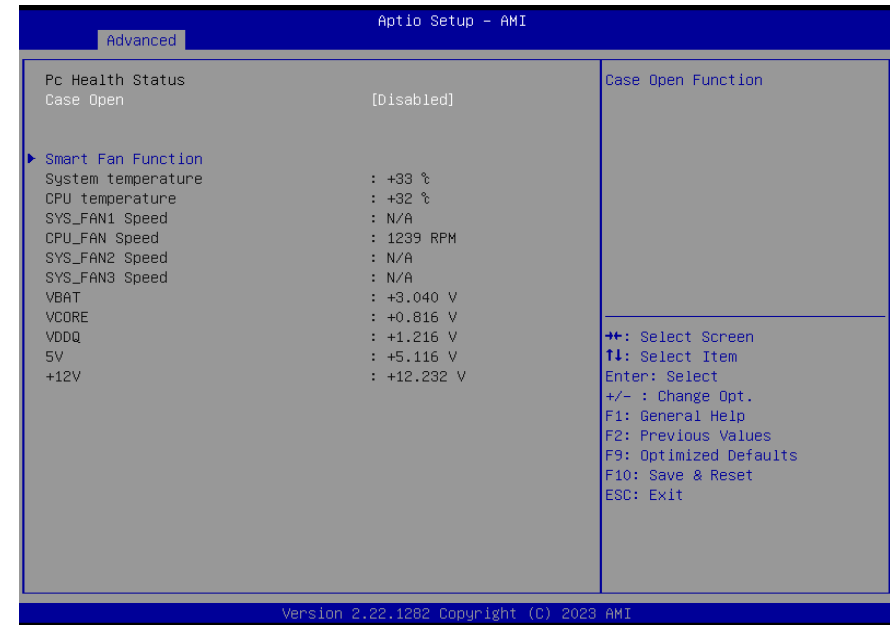 Aptio Setup – AMI
Advanced
Pc Health Status
Case Open [Disabled]
Smart Fan Function
System temperature : +33 ℃
CPU temperature : +32 ℃
SYS_FAN1 Speed : N/A
CPU_FAN Speed : 1239 RPM
SYS_FAN2 Speed : N/A
SYS_FAN3 Speed : N/A
VBAT : +3.040 V
VCORE : +0.816 V
VDDQ : +1.216 V
5V : +5.116 V
+12V : +12.232 V
Case Open Function
→←: Select Screen
↑↓: Select Item
Enter: Select
+/- : Change Opt.
F1: General Help
F2: Previous Values
F9: Optimized Defaults
F10: Save & Reset
ESC: Exit
Version 2.22.1282 Copyright (C) 2023 AMI